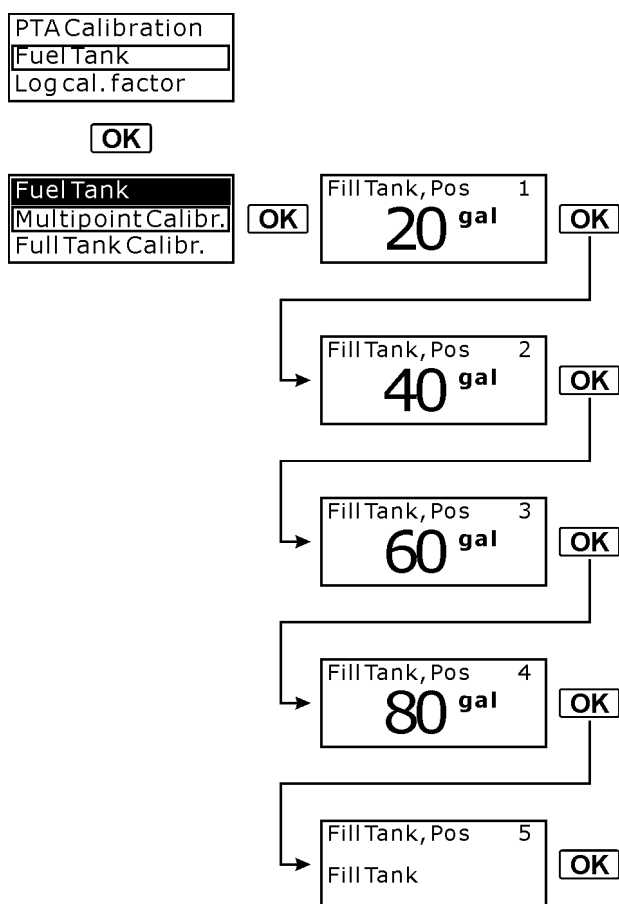 PTA Calibration
Fuel Tank
Log cal. factor
OK
Fuel Tank
Multipoint Calibr.
Full Tank Calibr.
OK
Fill Tank, Pos 1
20 gal
OK
Fill Tank, Pos 2
40 gal
OK
Fill Tank, Pos 3
60 gal
OK
Fill Tank, Pos 4
80 gal
OK
Fill Tank, Pos 5
Fill Tank
OK